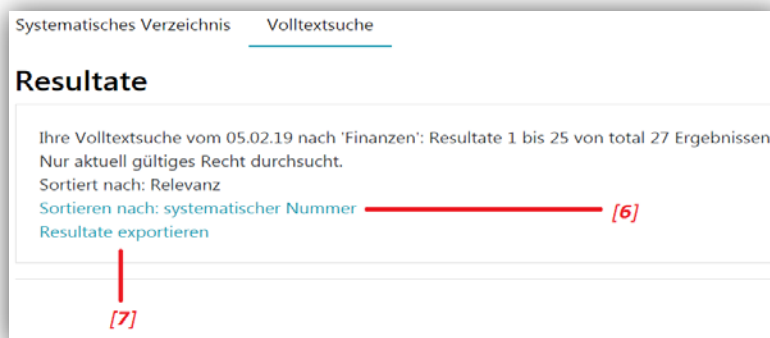 Systematisches Verzeichnis Volltextsuche
Resultate
Ihre Volltextsuche vom 05.02.19 nach 'Finanzen': Resultate 1 bis 25 von total 27 Ergebnissen
Nur aktuell gültiges Recht durchsucht.
Sortiert nach: Relevanz
Sortieren nach: systematischer Nummer [6]
Resultate exportieren
[7]